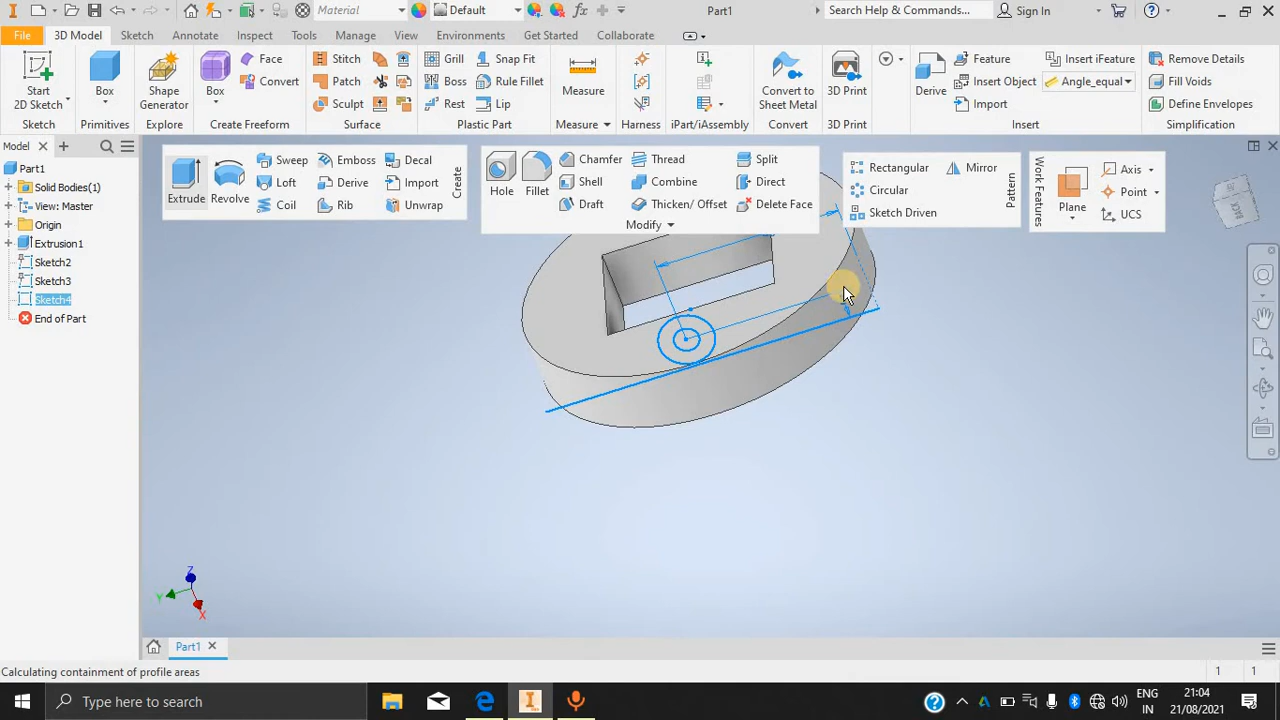 Material
Default
fx
Part1
Search Help & Commands...
Sign In
File
3D Model
Sketch
Annotate
Inspect
Tools
Manage
View
Environments
Get Started
Collaborate
Start
2D Sketch
Sketch
Box
Primitives
Shape
Generator
Explore
Box
Face
Convert
Create Freeform
Stitch
Patch
Sculpt
Surface
Grill
Boss
Rest
Snap Fit
Rule Fillet
Lip
Plastic Part
Measure
Measure
Harness
iPart/iAssembly
Convert to
Sheet Metal
Convert
3D Print
3D Print
Derive
Feature
Insert Object
Import
Insert iFeature
Angle_equal
Insert
Remove Details
Fill Voids
Define Envelopes
Simplification
Model
Part1
Solid Bodies(1)
View: Master
Origin
Extrusion1
Sketch2
Sketch3
Sketch4
End of Part
Extrude
Revolve
Sweep
Loft
Coil
Emboss
Derive
Rib
Decal
Import
Unwrap
Create
Hole
Fillet
Chamfer
Shell
Draft
Thread
Combine
Thicken/ Offset
Split
Direct
Delete Face
Modify
Rectangular
Circular
Sketch Driven
Mirror
Pattern
Work Features
Plane
Axis
Point
UCS
BACK
Z
Y
X
Part1
Calculating containment of profile areas
1
1
Type here to search
ENG
IN
21:04
21/08/2021